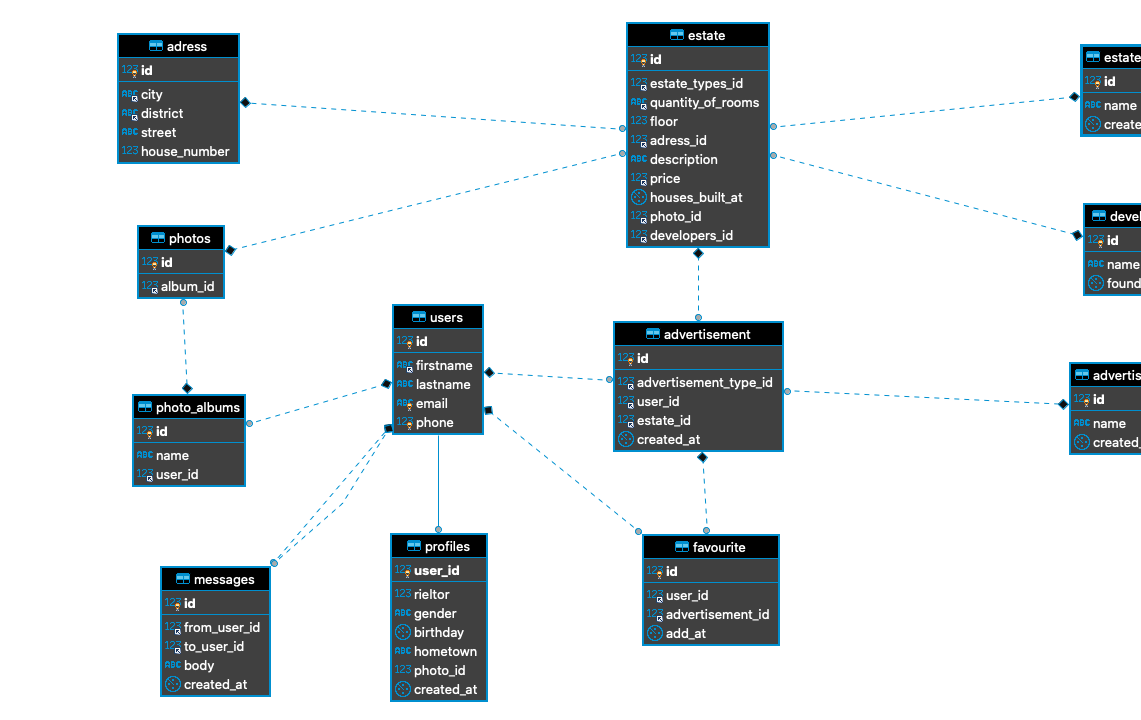 adress
id
city
district
street
house_number
estate
id
estate_types_id
quantity_of_rooms
floor
adress_id
description
price
houses_built_at
photo_id
developers_id
estate
id
name
create
photos
id
album_id
devel
id
name
found
users
id
firstname
lastname
email
phone
advertisement
id
advertisement_type_id
user_id
estate_id
created_at
advertis
id
name
created_
photo_albums
id
name
user_id
messages
id
from_user_id
to_user_id
body
created_at
profiles
user_id
rieltor
gender
birthday
hometown
photo_id
created_at
favourite
id
user_id
advertisement_id
add_at